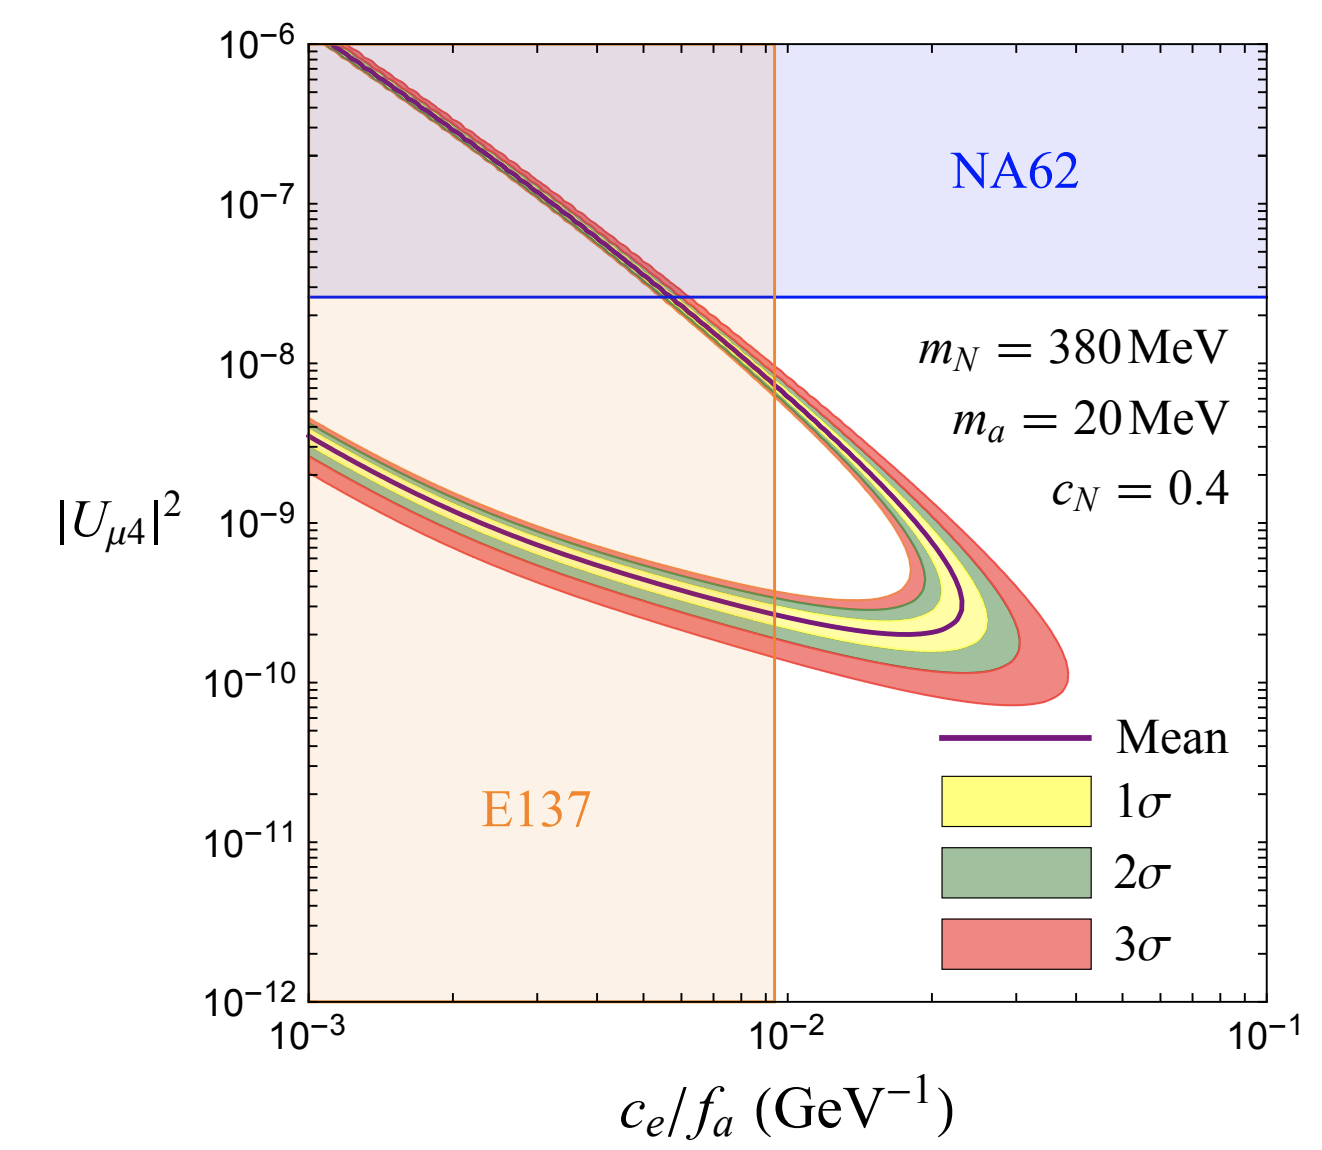 10⁻⁶
10⁻⁷
10⁻⁸
10⁻⁹
10⁻¹⁰
10⁻¹¹
10⁻¹²
|U_{μ4}|²
NA62
m_N = 380 MeV
m_a = 20 MeV
c_N = 0.4
E137
Mean
1σ
2σ
3σ
10⁻³ 10⁻² 10⁻¹
c_e/f_a (GeV⁻¹)